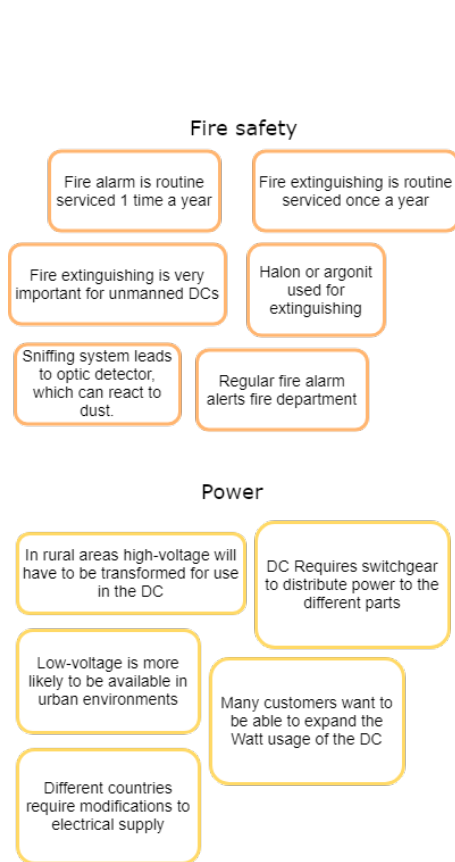 Fire safety
Fire alarm is routine
serviced 1 time a year
Fire extinguishing is routine
serviced once a year
Fire extinguishing is very
important for unmanned DCs
Halon or argonit
used for
extinguishing
Sniffing system leads
to optic detector,
which can react to
dust.
Regular fire alarm
alerts fire department
Power
In rural areas high-voltage will
have to be transformed for use
in the DC
DC Requires switchgear
to distribute power to the
different parts
Low-voltage is more
likely to be available in
urban environments
Many customers want to
be able to expand the
Watt usage of the DC
Different countries
require modifications to
electrical supply